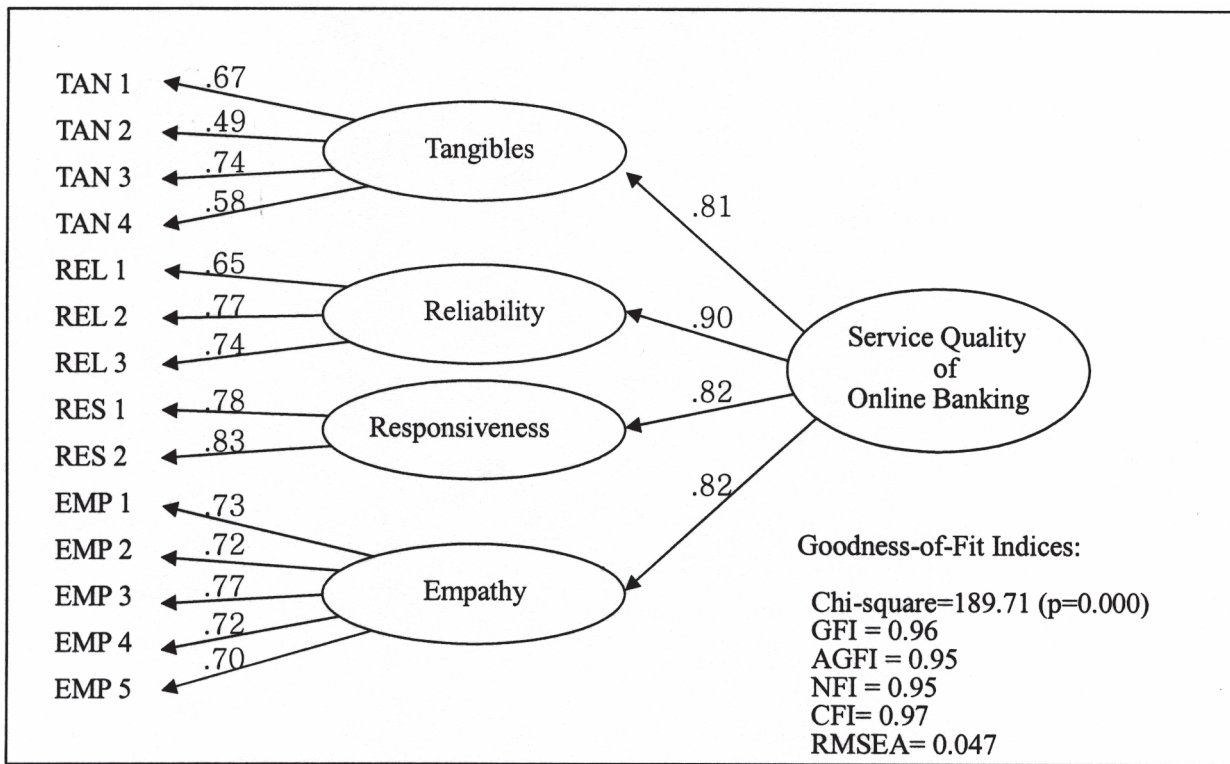 TAN 1
.67
TAN 2
.49
TAN 3
.74
TAN 4
.58
Tangibles
.81
REL 1
.65
REL 2
.77
REL 3
.74
Reliability
.90
RES 1
.78
RES 2
.83
Responsiveness
.82
EMP 1
.73
EMP 2
.72
EMP 3
.77
EMP 4
.72
EMP 5
.70
Empathy
.82
Service Quality
of
Online Banking
Goodness-of-Fit Indices:
Chi-square=189.71 (p=0.000)
GFI = 0.96
AGFI = 0.95
NFI = 0.95
CFI= 0.97
RMSEA= 0.047